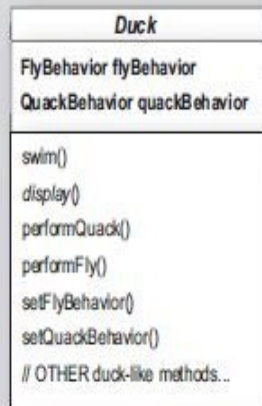 Duck
FlyBehavior flyBehavior
QuackBehavior quackBehavior
swim()
display()
performQuack()
performFly()
setFlyBehavior()
setQuackBehavior()
// OTHER duck-like methods...